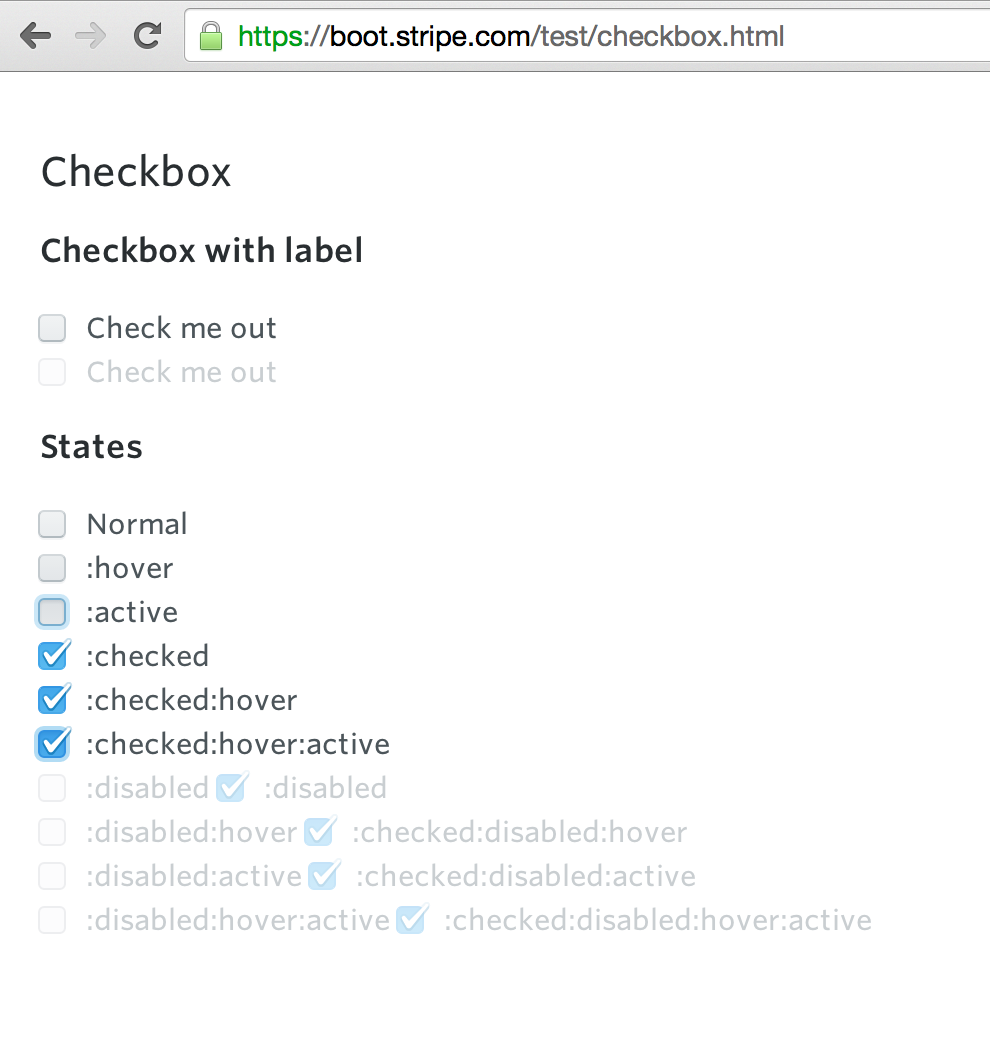 https://boot.stripe.com/test/checkbox.html
Checkbox
Checkbox with label
Check me out
Check me out
States
Normal
:hover
:active
:checked
:checked:hover
:checked:hover:active
:disabled :disabled
:disabled:hover :checked:disabled:hover
:disabled:active :checked:disabled:active
:disabled:hover:active :checked:disabled:hover:active